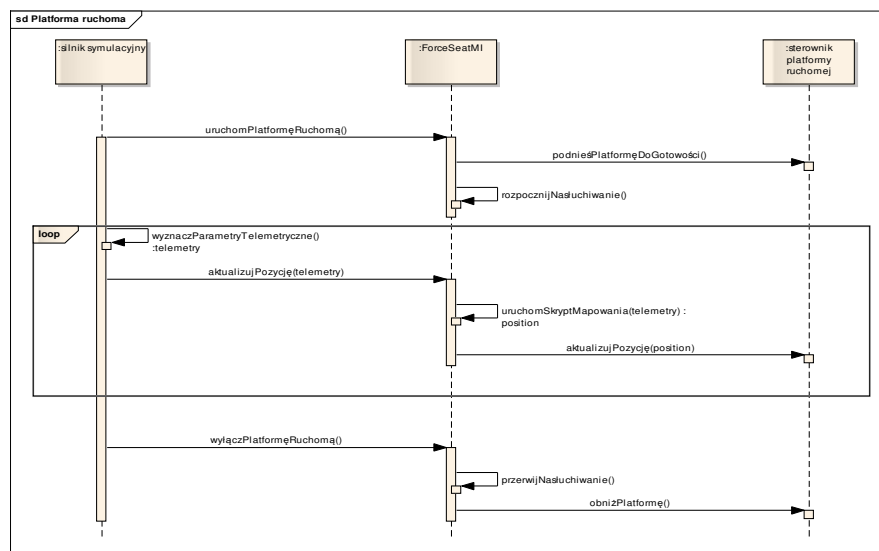 sd Platforma ruchoma
:silnik symulacyjny
:ForceSeatMI
:sterownik
platformy
ruchomej
uruchomPlatformęRuchomą()
podnieśPlatformęDoGotowości()
rozpocznijNasłuchiwanie()
loop
wyznaczParametryTelemetryczne()
:telemetry
aktualizujPozycję(telemetry)
uruchomSkryptMapowania(telemetry) :
position
aktualizujPozycję(position)
wyłączPlatformęRuchomą()
przerwijNasłuchiwanie()
obniżPlatformę()